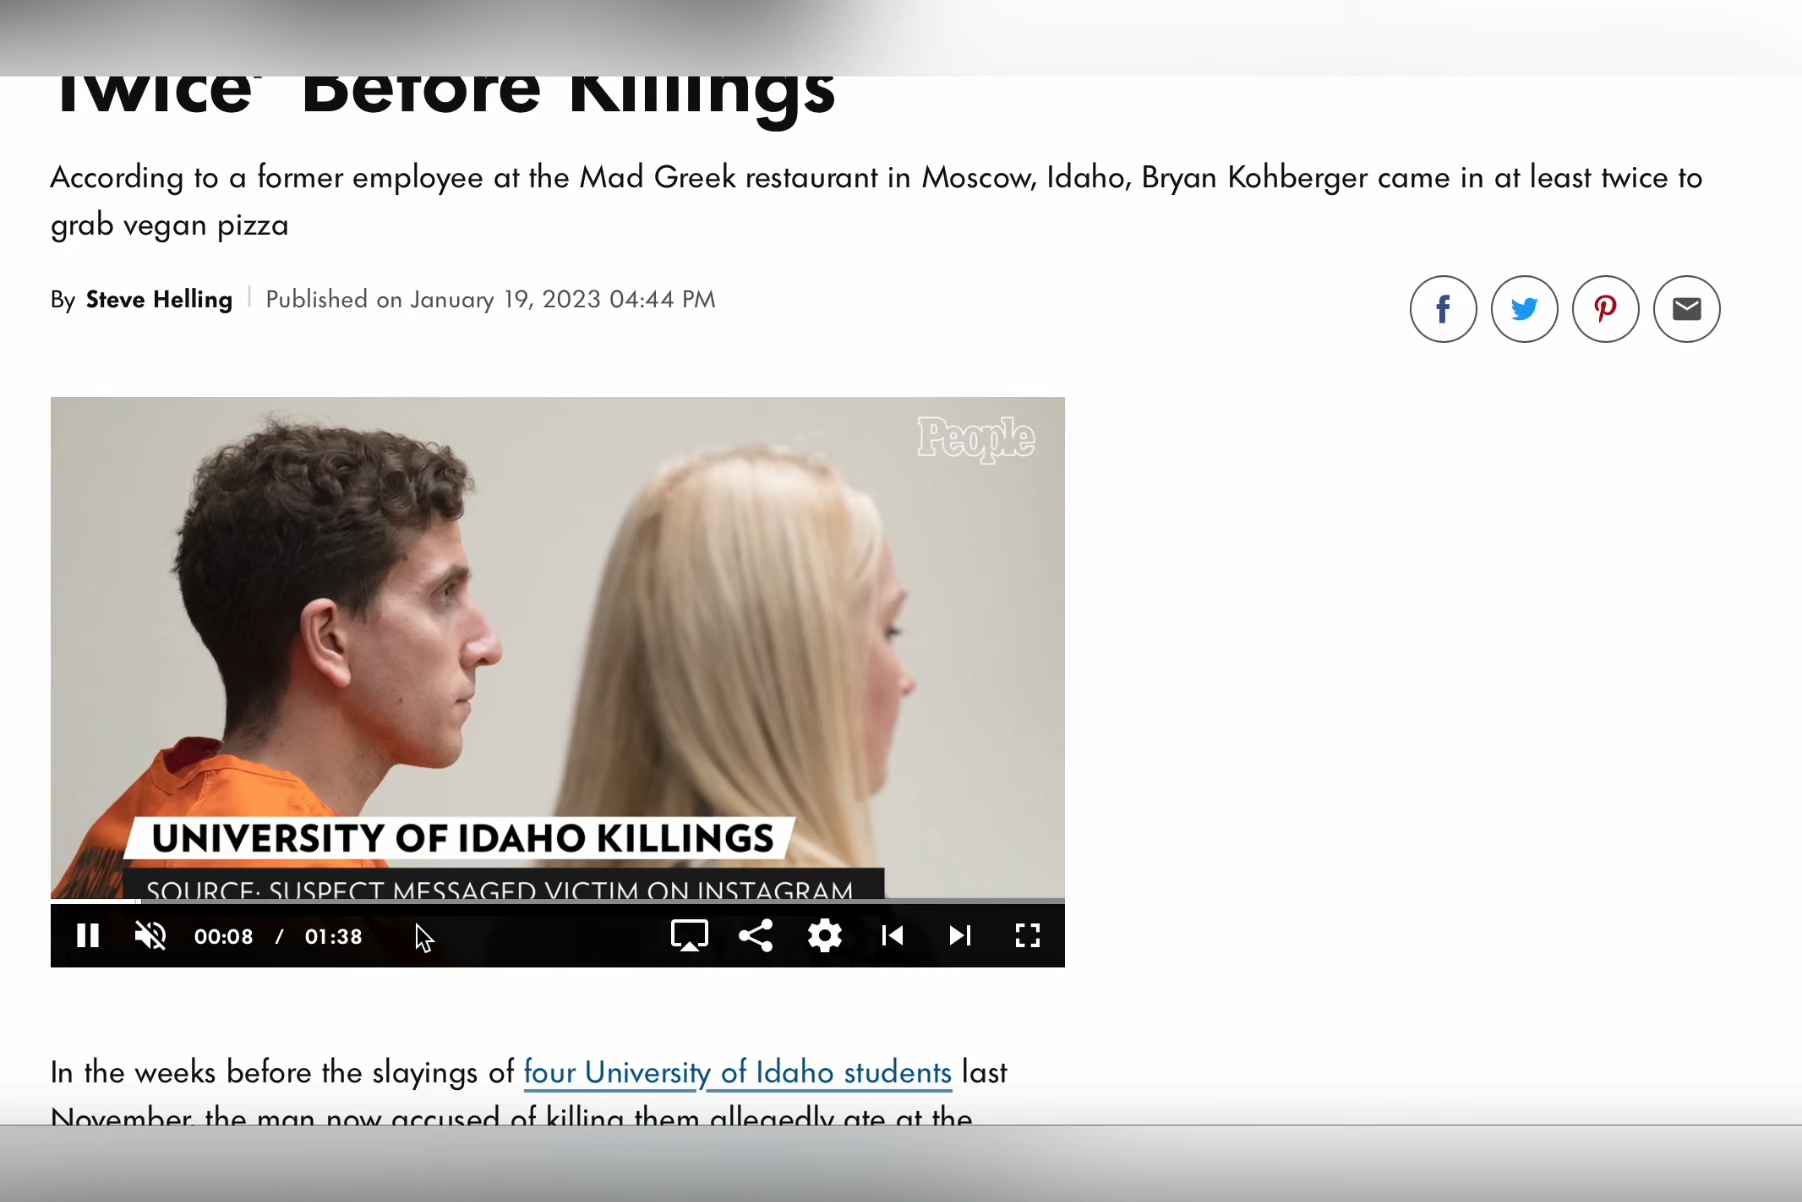 Twice' Before Killings
According to a former employee at the Mad Greek restaurant in Moscow, Idaho, Bryan Kohberger came in at least twice to
grab vegan pizza
By Steve Helling Published on January 19, 2023 04:44 PM
People
UNIVERSITY OF IDAHO KILLINGS
SOURCE: SUSPECT MESSAGED VICTIM ON INSTAGRAM
00:08 / 01:38
In the weeks before the slayings of four University of Idaho students last
November, the man now accused of killing them allegedly ate at the